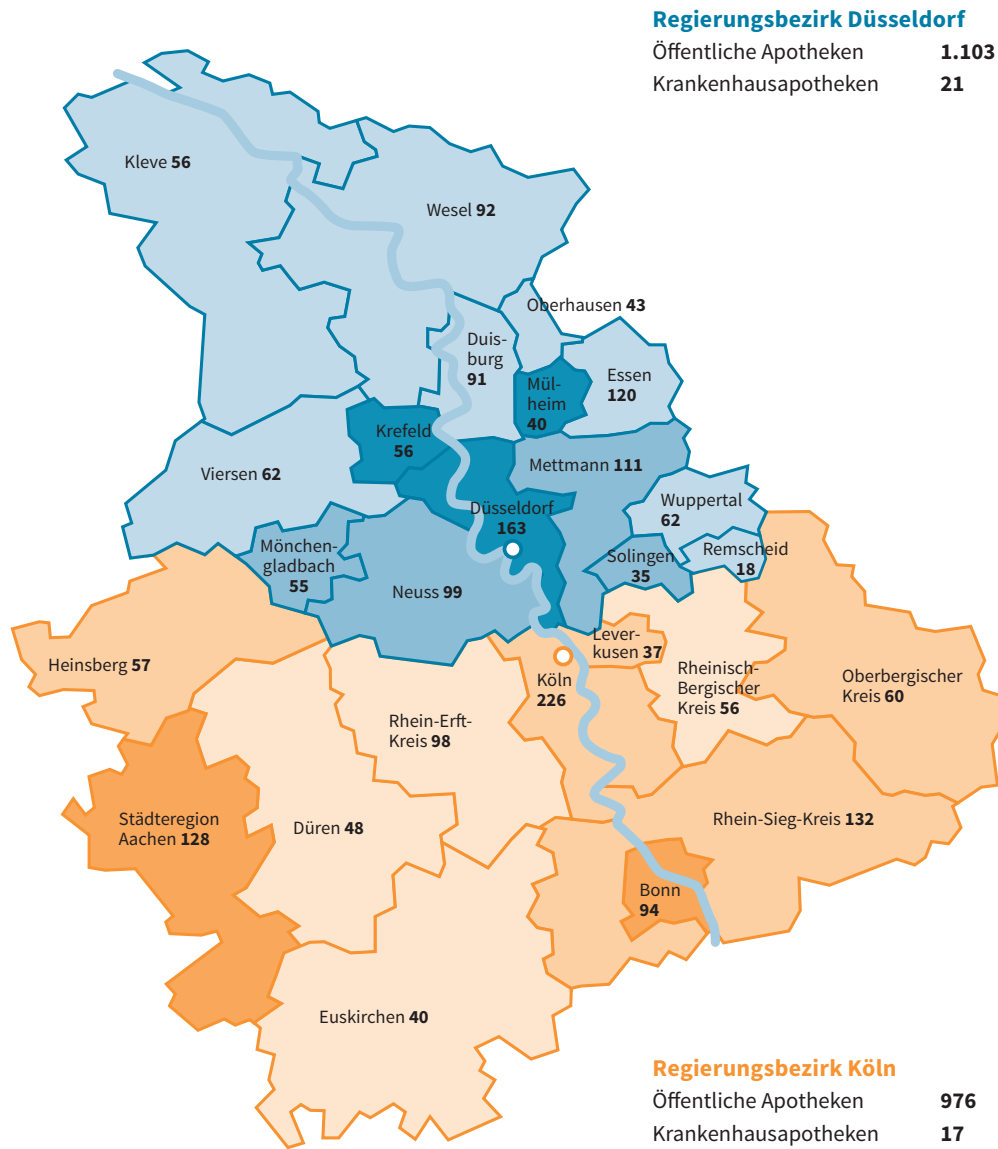 Regierungsbezirk Düsseldorf
Öffentliche Apotheken 1.103
Krankenhausapotheken 21
Kleve 56
Wesel 92
Oberhausen 43
Duis-
burg
91
Mül-
heim
40
Essen
120
Krefeld
56
Mettmann 111
Viersen 62
Düsseldorf
163
Wuppertal
62
Mönchen-
gladbach
55
Solingen
35
Remscheid
18
Neuss 99
Heinsberg 57
Lever-
kusen 37
Köln
226
Rheinisch-
Bergischer
Kreis 56
Oberbergischer
Kreis 60
Rhein-Erft-
Kreis 98
Städteregion
Aachen 128
Düren 48
Rhein-Sieg-Kreis 132
Bonn
94
Euskirchen 40
Regierungsbezirk Köln
Öffentliche Apotheken 976
Krankenhausapotheken 17